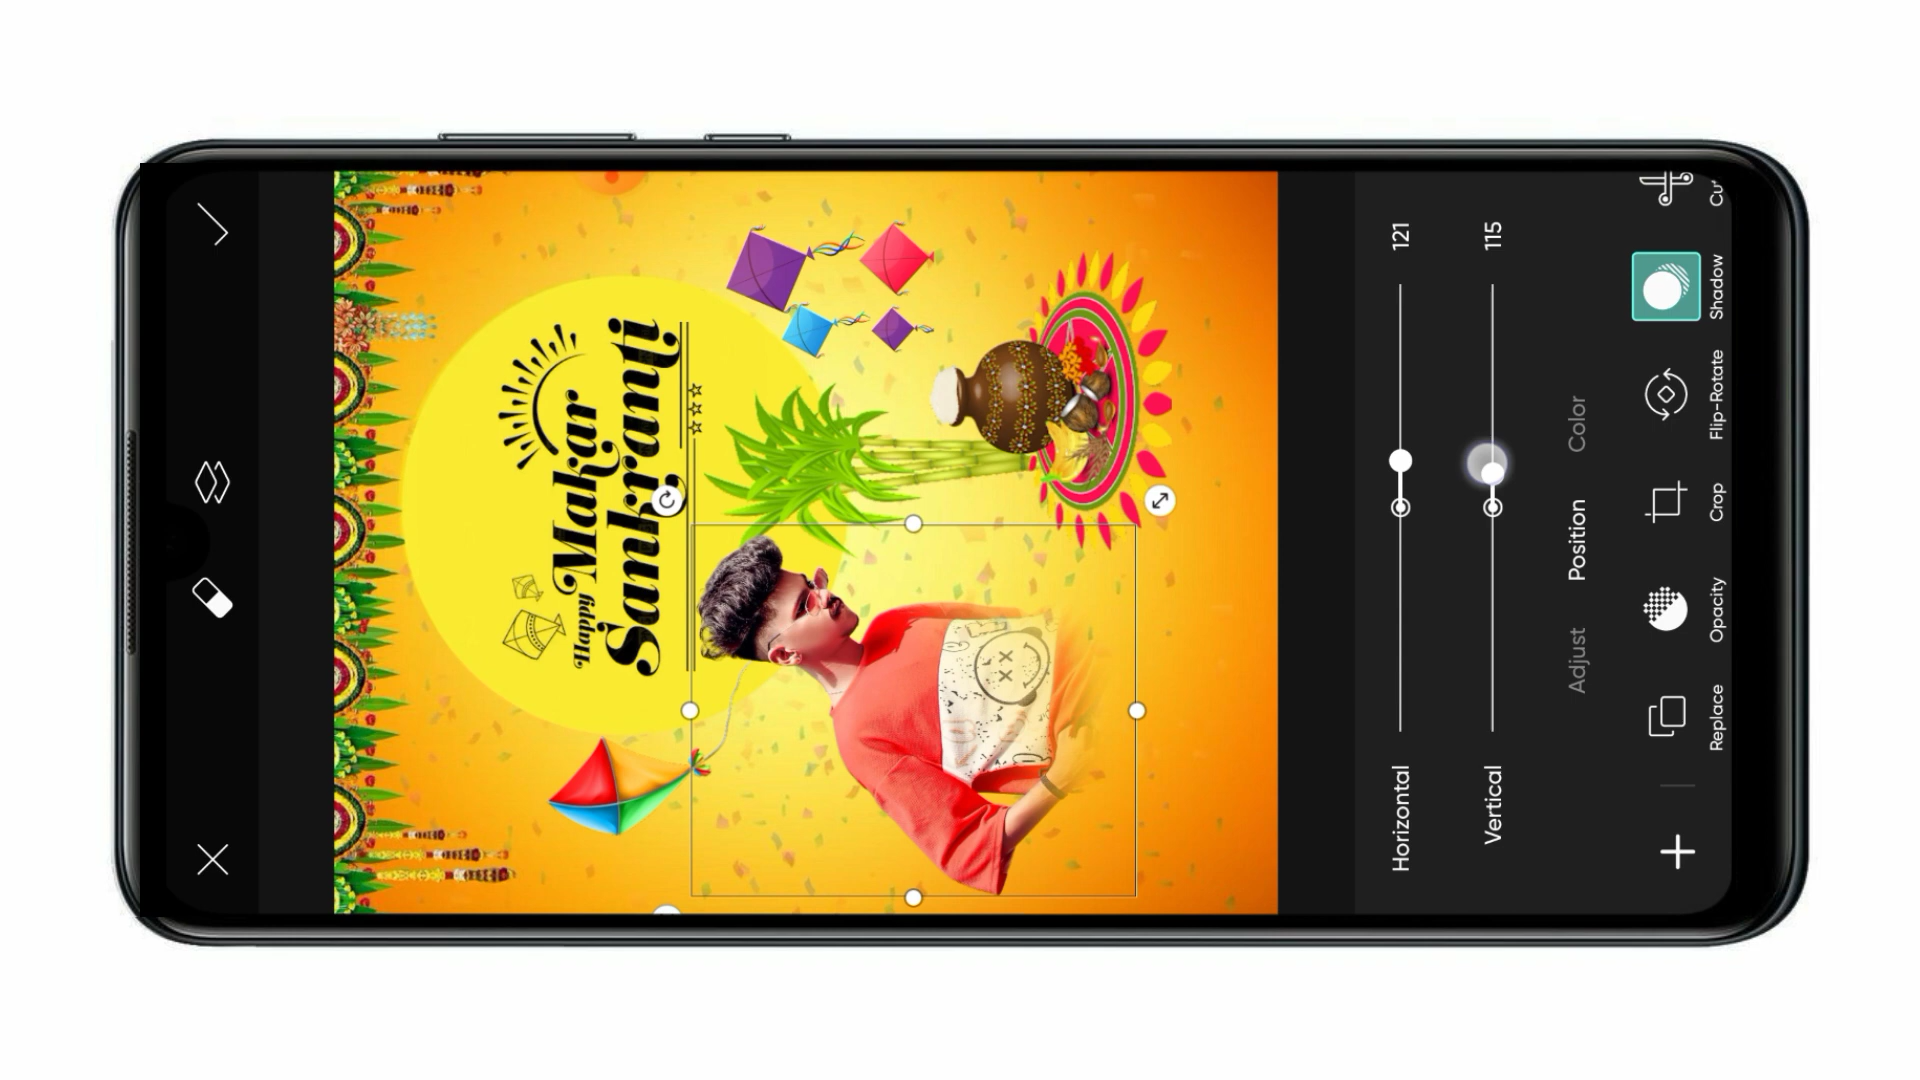 Happy Makar
Sankranti
Horizontal 121
Vertical 115
Adjust Position Color
Replace Opacity Crop Flip-Rotate Shadow